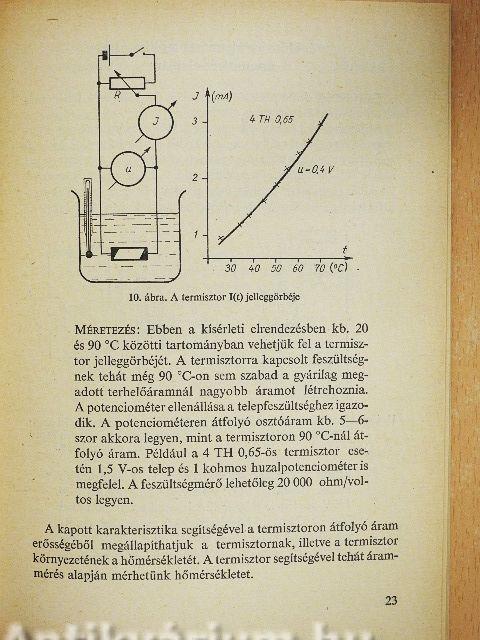 R
J
u
J (mA)
3
2
1
4 TH 0,65
u=0,4 V
t
30 40 50 60 70 (°C)
10. ábra. A termisztor I(t) jelleggörbéje
MÉRETEZÉS: Ebben a kísérleti elrendezésben kb. 20
és 90 °C közötti tartományban vehetjük fel a termisz-
tor jelleggörbéjét. A termisztorra kapcsolt feszültség-
nek tehát még 90 °C-on sem szabad a gyárilag meg-
adott terhelőáramnál nagyobb áramot létrehoznia.
A potenciométer ellenállása a telepfeszültséghez igazo-
dik. A potenciométeren átfolyó osztóáram kb. 5—6-
szor akkora legyen, mint a termisztoron 90 °C-nál át-
folyó áram. Például a 4 TH 0,65-ös termisztor ese-
tén 1,5 V-os telep és 1 kohmos huzalpotenciométer is
megfelel. A feszültségmérő lehetőleg 20 000 ohm/vol-
tos legyen.
A kapott karakterisztika segítségével a termisztoron átfolyó áram
erősségéből megállapíthatjuk a termisztornak, illetve a termisztor
környezetének a hőmérsékletét. A termisztor segítségével tehát áram-
mérés alapján mérhetünk hőmérsékletet.
23
Antikvárium.hu